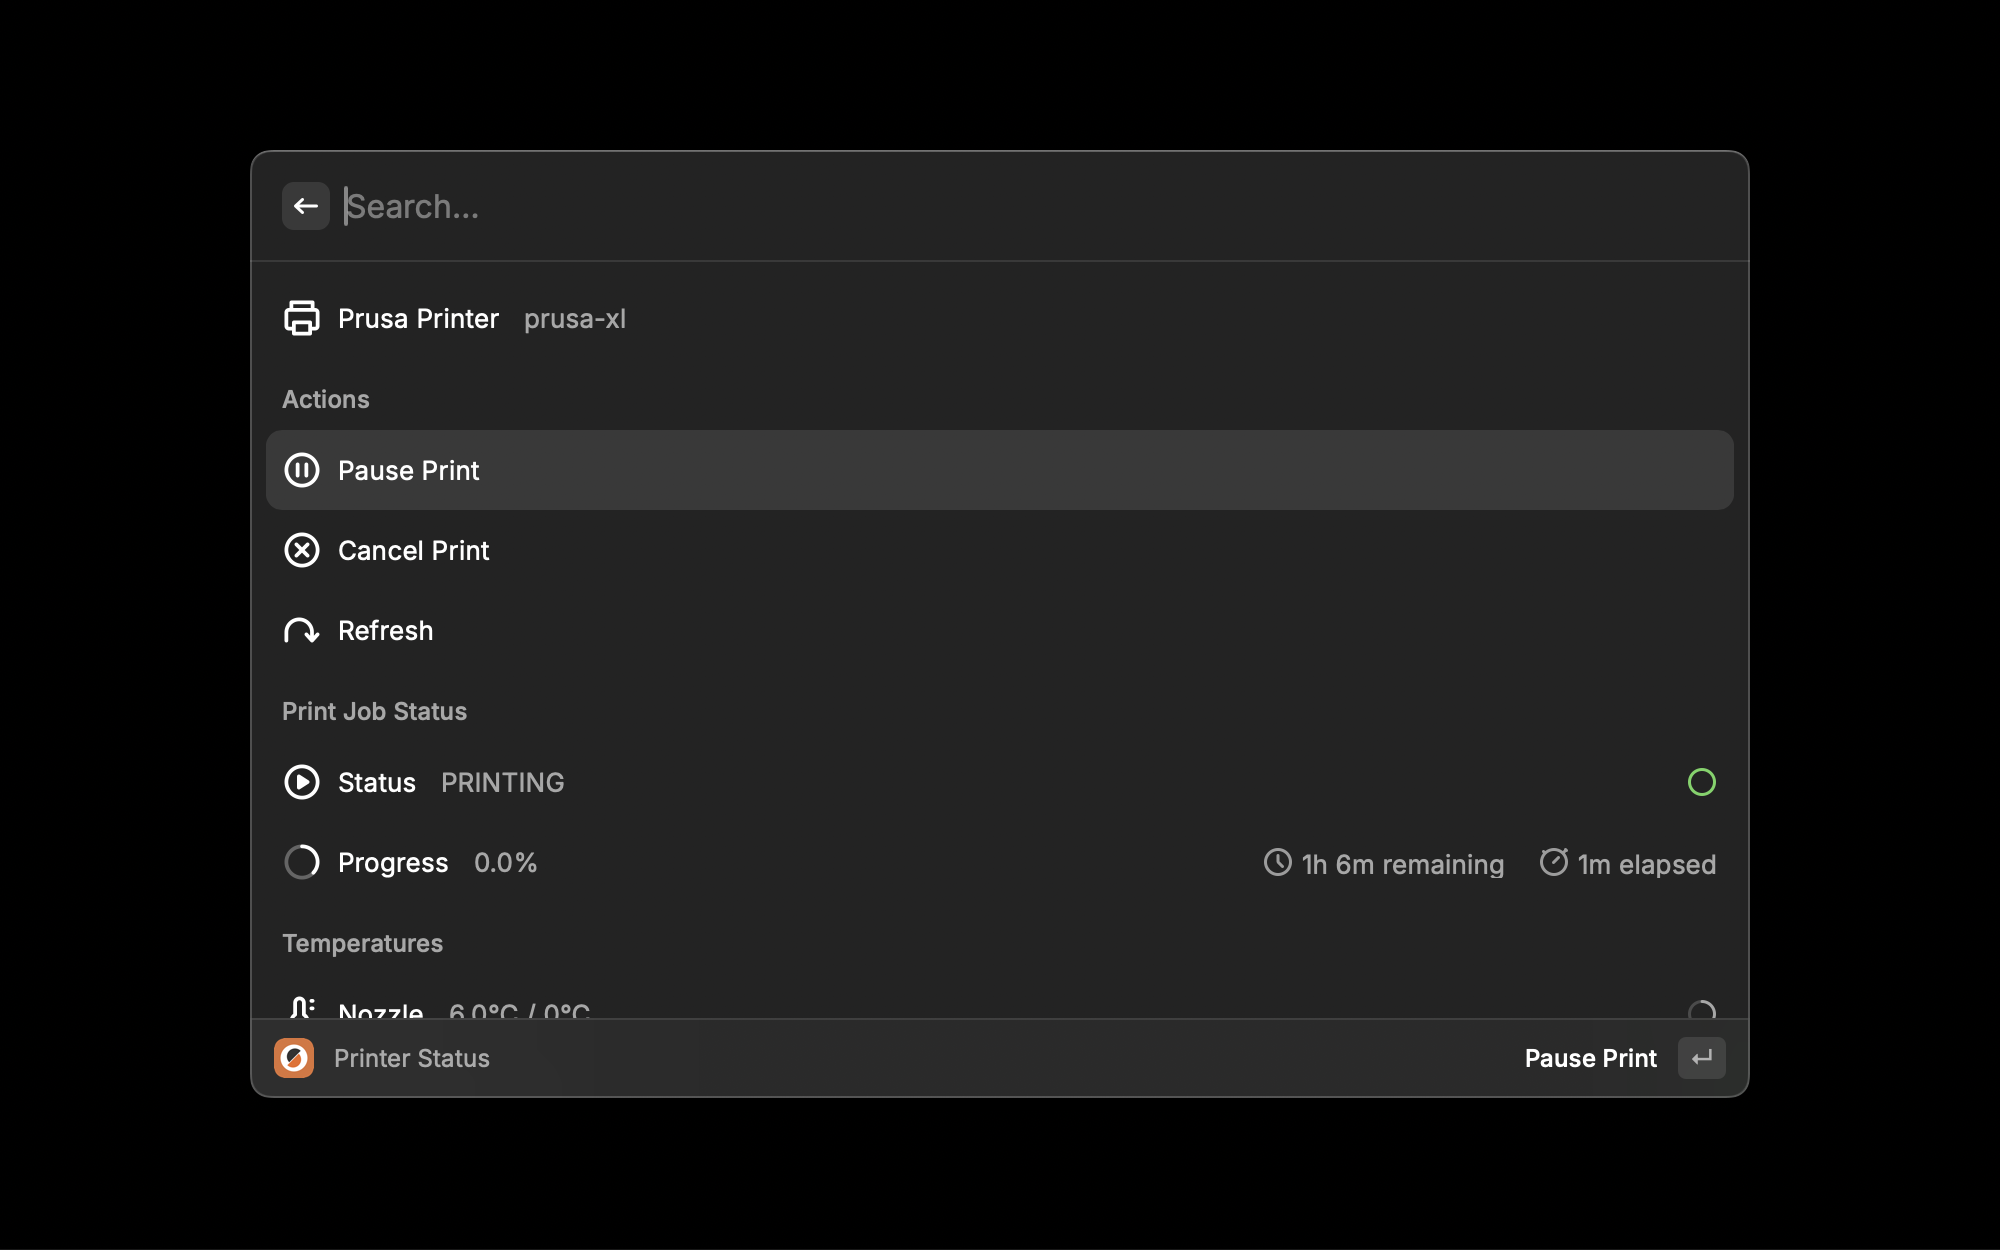 Search...
Prusa Printer prusa-xl
Actions
Pause Print
Cancel Print
Refresh
Print Job Status
Status PRINTING
Progress 0.0% 1h 6m remaining 1m elapsed
Temperatures
Nozzle 6.0°C / 0°C
Printer Status Pause Print